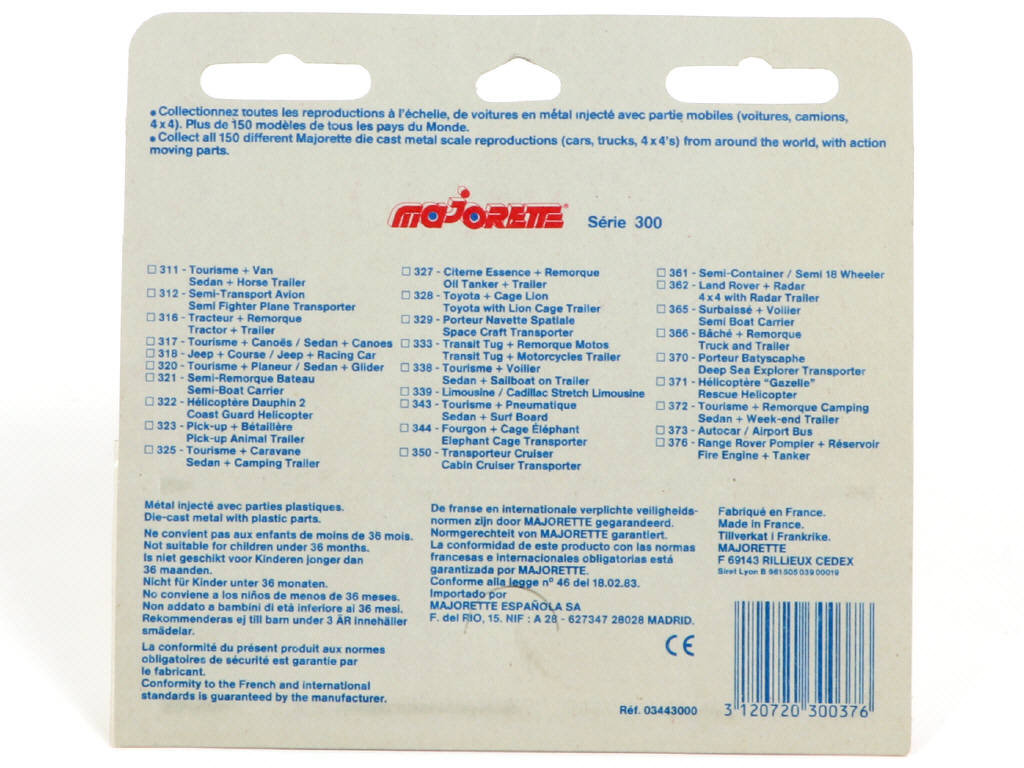 • Collectionnez toutes les reproductions à l'échelle, de voitures en métal injecté avec partie mobiles (voitures, camions,
4 x 4). Plus de 150 modèles de tous les pays du Monde.
• Collect all 150 different Majorette die cast metal scale reproductions (cars, trucks, 4 x 4's) from around the world, with action
moving parts.
MAJORETTE® Série 300
311 - Tourisme + Van
Sedan + Horse Trailer
312 - Semi-Transport Avion
Semi Fighter Plane Transporter
316 - Tracteur + Remorque
Tractor + Trailer
317 - Tourisme + Canoës / Sedan + Canoes
318 - Jeep + Course / Jeep + Racing Car
320 - Tourisme + Planeur / Sedan + Glider
321 - Semi-Remorque Bateau
Semi-Boat Carrier
322 - Hélicoptère Dauphin 2
Coast Guard Helicopter
323 - Pick-up + Bétaillère
Pick-up Animal Trailer
325 - Tourisme + Caravane
Sedan + Camping Trailer
327 - Citerne Essence + Remorque
Oil Tanker + Trailer
328 - Toyota + Cage Lion
Toyota with Lion Cage Trailer
329 - Porteur Navette Spatiale
Space Craft Transporter
333 - Transit Tug + Remorque Motos
Transit Tug + Motorcycles Trailer
338 - Tourisme + Voilier
Sedan + Sailboat on Trailer
339 - Limousine / Cadillac Stretch Limousine
343 - Tourisme + Pneumatique
Sedan + Surf Board
344 - Fourgon + Cage Éléphant
Elephant Cage Transporter
350 - Transporteur Cruiser
Cabin Cruiser Transporter
361 - Semi-Container / Semi 18 Wheeler
362 - Land Rover + Radar
4 x 4 with Radar Trailer
365 - Surbaissé + Voilier
Semi Boat Carrier
366 - Bâché + Remorque
Truck and Trailer
370 - Porteur Batyscaphe
Deep Sea Explorer Transporter
371 - Hélicoptère "Gazelle"
Rescue Helicopter
372 - Tourisme + Remorque Camping
Sedan + Week-end Trailer
373 - Autocar / Airport Bus
376 - Range Rover Pompier + Réservoir
Fire Engine + Tanker
Métal injecté avec parties plastiques.
Die-cast metal with plastic parts.
Ne convient pas aux enfants de moins de 36 mois.
Not suitable for children under 36 months.
Is niet geschikt voor Kinderen jonger dan
36 maanden.
Nicht für Kinder unter 36 monaten.
No conviene a los niños de menos de 36 meses.
Non addato a bambini di età inferiore ai 36 mesi.
Rekommenderas ej till barn under 3 ÅR innehåller
smådelar.
La conformité du présent produit aux normes
obligatoires de sécurité est garantie par
le fabricant.
Conformity to the French and international
standards is guaranteed by the manufacturer.
De franse en internationale verplichte veiligheids-
normen zijn door MAJORETTE gegarandeerd.
Normgerechteit von MAJORETTE garantiert.
La conformidad de este producto con las normas
francesas e internacionales obligatorias está
garantizada por MAJORETTE.
Conforme alla legge n° 46 del 18.02.83.
Importado por
MAJORETTE ESPAÑOLA SA
F. del RIO, 15. NIF : A 28 - 627347 28028 MADRID.
Fabriqué en France.
Made in France.
Tillverkat i Frankrike.
MAJORETTE
F 69143 RILLIEUX CEDEX
Siret Lyon B 961 505 039 00019
CE
Réf. 03443000
3 120720 300376